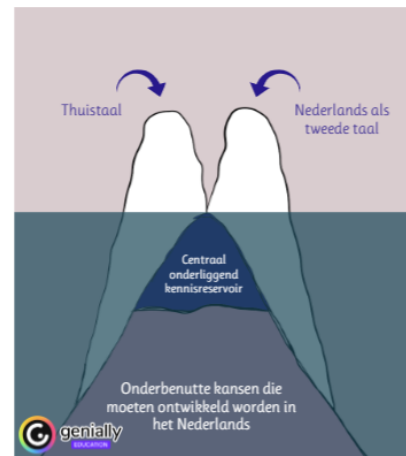 Thuistaal
Nederlands als
tweede taal
Centraal
onderliggend
kennisreservoir
Onderbenutte kansen die
moeten ontwikkeld worden in
het Nederlands
genially
EDUCATION